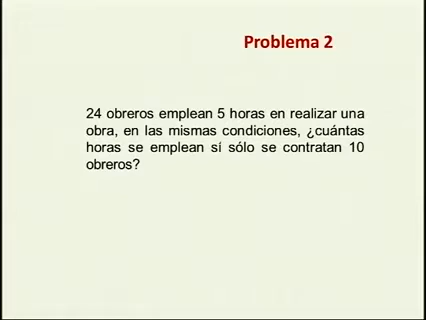 Problema 2
24 obreros emplean 5 horas en realizar una
obra, en las mismas condiciones, ¿cuántas
horas se emplean sí sólo se contratan 10
obreros?